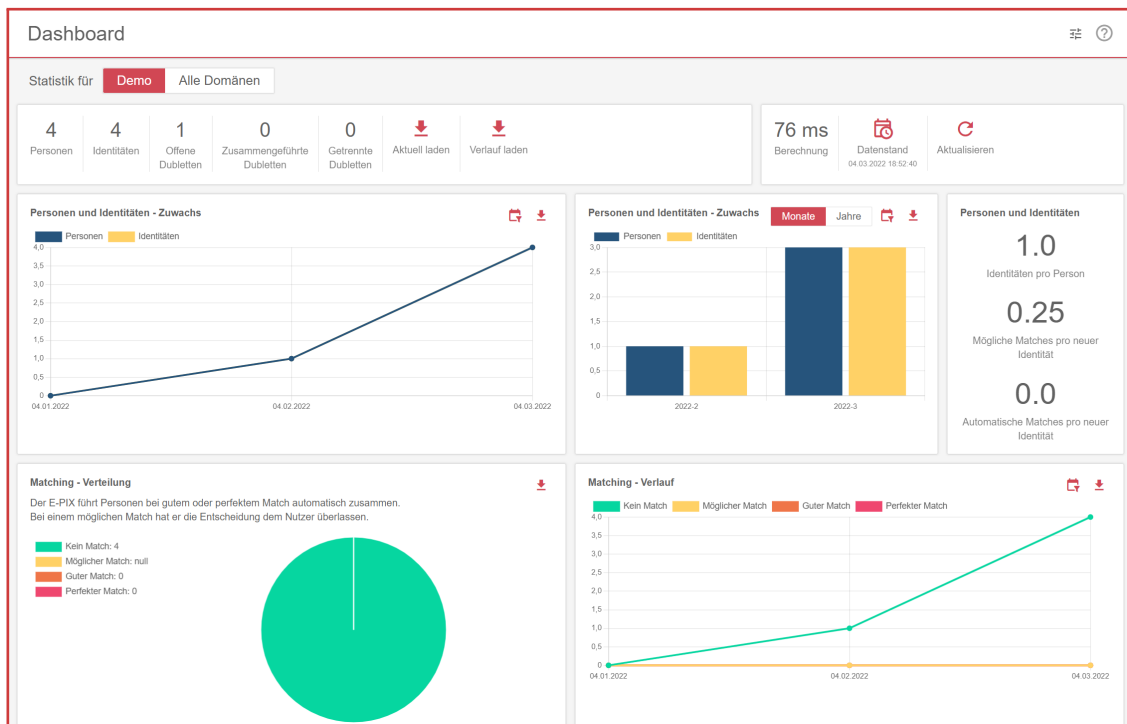 Dashboard
Statistik für Demo Alle Domänen
4
Personen
4
Identitäten
1
Offene
Dubletten
0
Zusammengeführte
Dubletten
0
Getrennte
Dubletten
Aktuell laden
Verlauf laden
76 ms
Berechnung
Datenstand
04.03.2022 18:52:40
Aktualisieren
Personen und Identitäten - Zuwachs
Personen Identitäten
4,0
3,5
3,0
2,5
2,0
1,5
1,0
0,5
0
04.01.2022 04.02.2022 04.03.2022
Personen und Identitäten - Zuwachs Monate Jahre
Personen Identitäten
3,0
2,5
2,0
1,5
1,0
0,5
0
2022-2 2022-3
Personen und Identitäten
1.0
Identitäten pro Person
0.25
Mögliche Matches pro neuer
Identität
0.0
Automatische Matches pro neuer
Identität
Matching - Verteilung
Der E-PIX führt Personen bei gutem oder perfektem Match automatisch zusammen.
Bei einem möglichen Match hat er die Entscheidung dem Nutzer überlassen.
Kein Match: 4
Möglicher Match: null
Guter Match: 0
Perfekter Match: 0
Matching - Verlauf
Kein Match Möglicher Match Guter Match Perfekter Match
4,0
3,5
3,0
2,5
2,0
1,5
1,0
0,5
0
04.01.2022 04.02.2022 04.03.2022